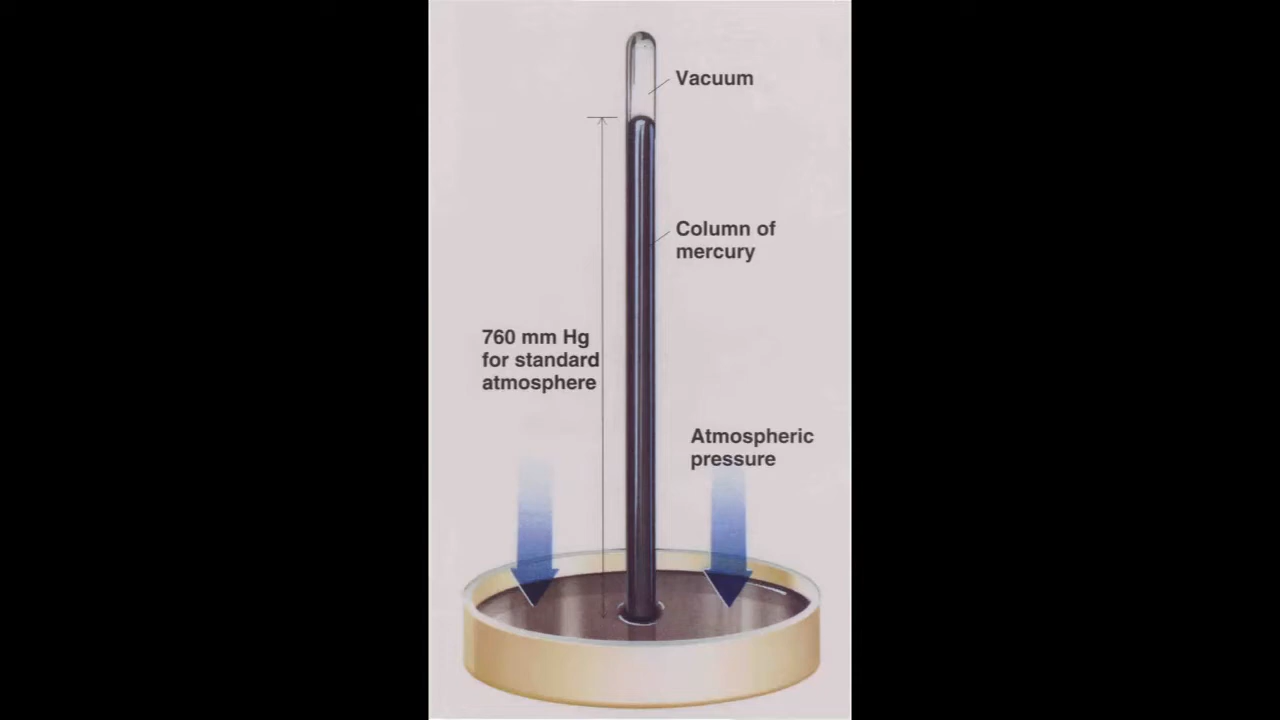 Vacuum
Column of
mercury
760 mm Hg
for standard
atmosphere
Atmospheric
pressure